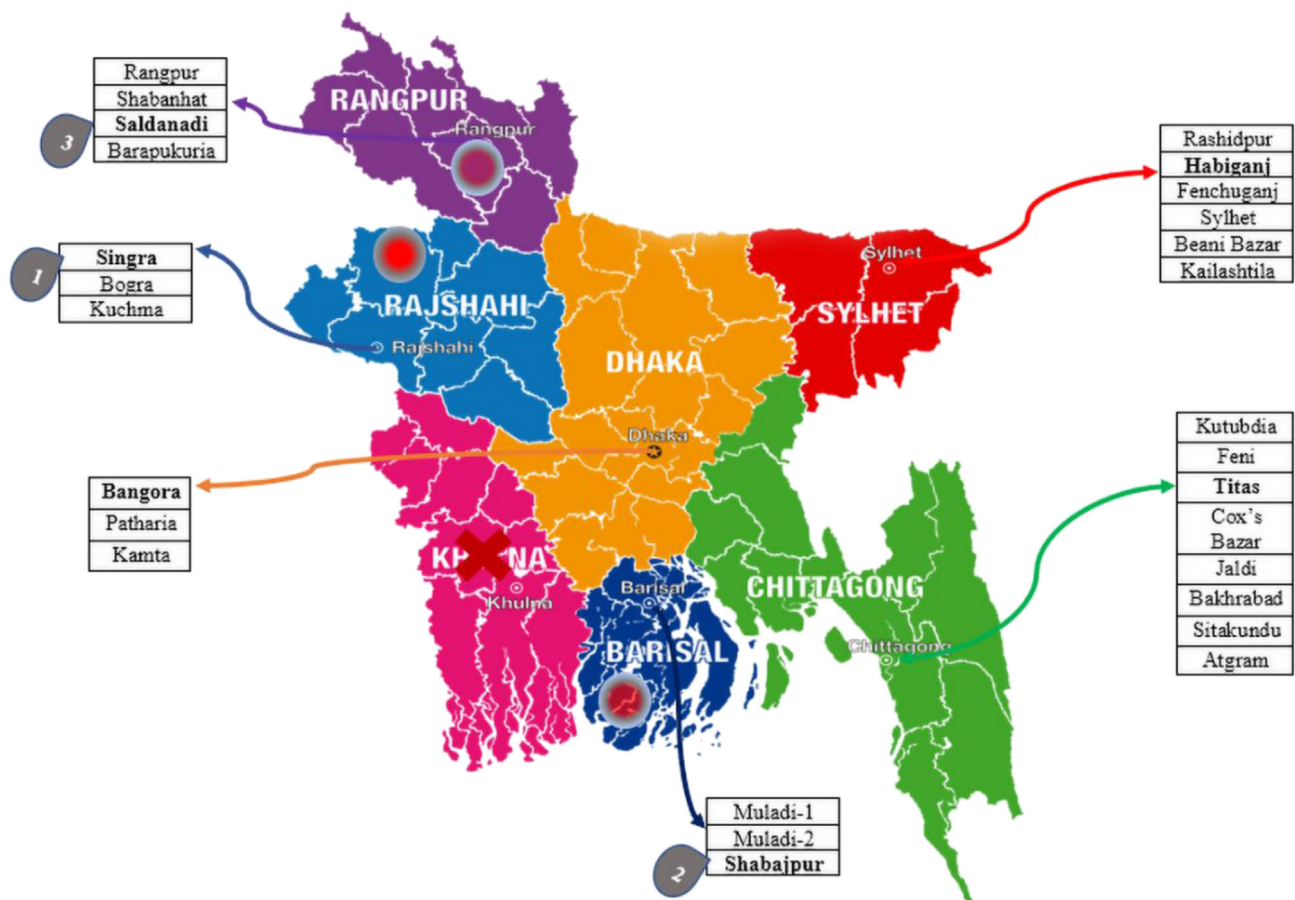 Rangpur
Shabanhat
Saldanadi
Barapukuria
3
RANGPUR
Rangpur
Rashidpur
Habiganj
Fenchuganj
Sylhet
Beani Bazar
Kailashtila
Singra
Bogra
Kuchma
1
RAJSHAHI
Rajshahi
Sylhet
SYLHET
DHAKA
Dhaka
Bangora
Patharia
Kamta
Kutubdia
Feni
Titas
Cox's
Bazar
Jaldi
Bakhrabad
Sitakundu
Atgram
Khulna
Barisal
BARISAL
CHITTAGONG
Chittagong
Muladi-1
Muladi-2
Shabajpur
2